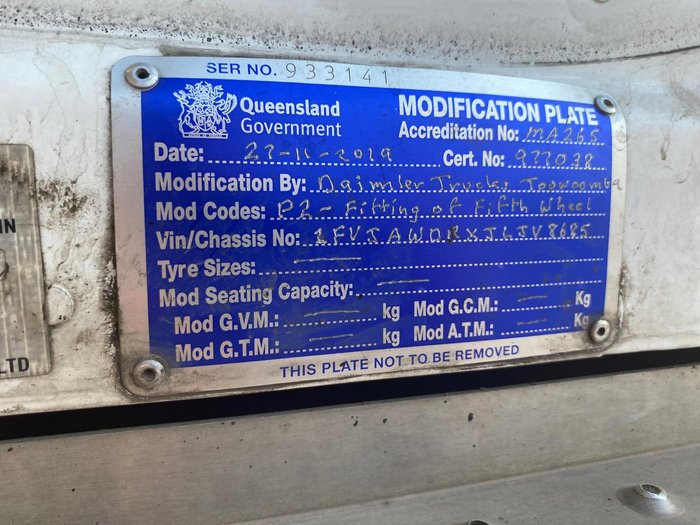 SER NO. 933141
Queensland Government
MODIFICATION PLATE
Accreditation No: MA265
Date: 27-11-2019 Cert. No: 977038
Modification By: Daimler Trucks Toowoomba
Mod Codes: P2 - Fitting of Fifth Wheel
Vin/Chassis No:
Tyre Sizes: —
Mod Seating Capacity: —
Mod G.V.M.: — kg Mod G.C.M.: — Kg
Mod G.T.M.: — kg Mod A.T.M.: — Kg
THIS PLATE NOT TO BE REMOVED
IN
LTD